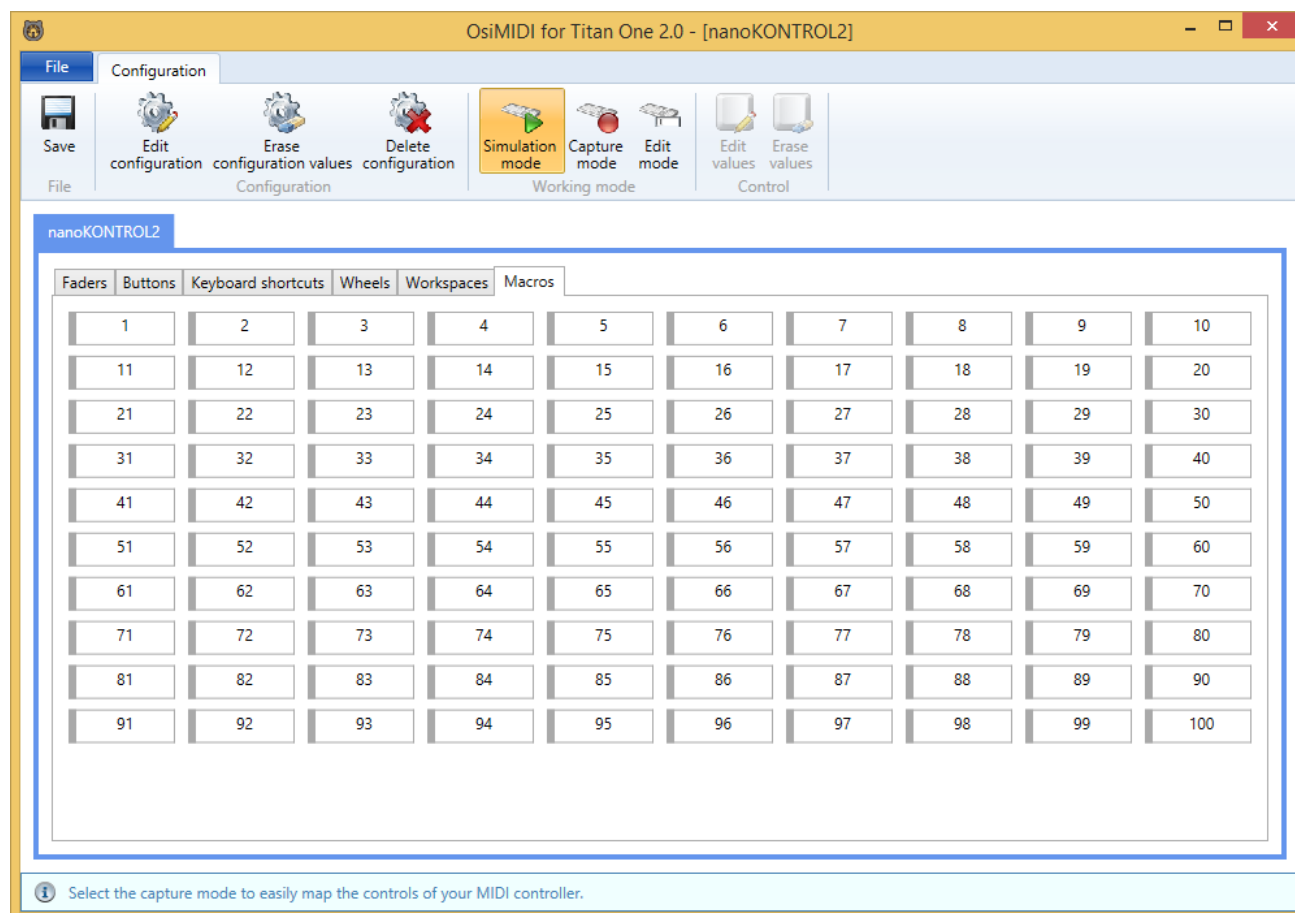 OsiMIDI for Titan One 2.0 - [nanoKONTROL2]
File Configuration
Save Edit configuration Erase configuration values Delete configuration Simulation mode Capture mode Edit mode Edit values Erase values
File Configuration Working mode Control
nanoKONTROL2
Faders Buttons Keyboard shortcuts Wheels Workspaces Macros
1 2 3 4 5 6 7 8 9 10
11 12 13 14 15 16 17 18 19 20
21 22 23 24 25 26 27 28 29 30
31 32 33 34 35 36 37 38 39 40
41 42 43 44 45 46 47 48 49 50
51 52 53 54 55 56 57 58 59 60
61 62 63 64 65 66 67 68 69 70
71 72 73 74 75 76 77 78 79 80
81 82 83 84 85 86 87 88 89 90
91 92 93 94 95 96 97 98 99 100
Select the capture mode to easily map the controls of your MIDI controller.